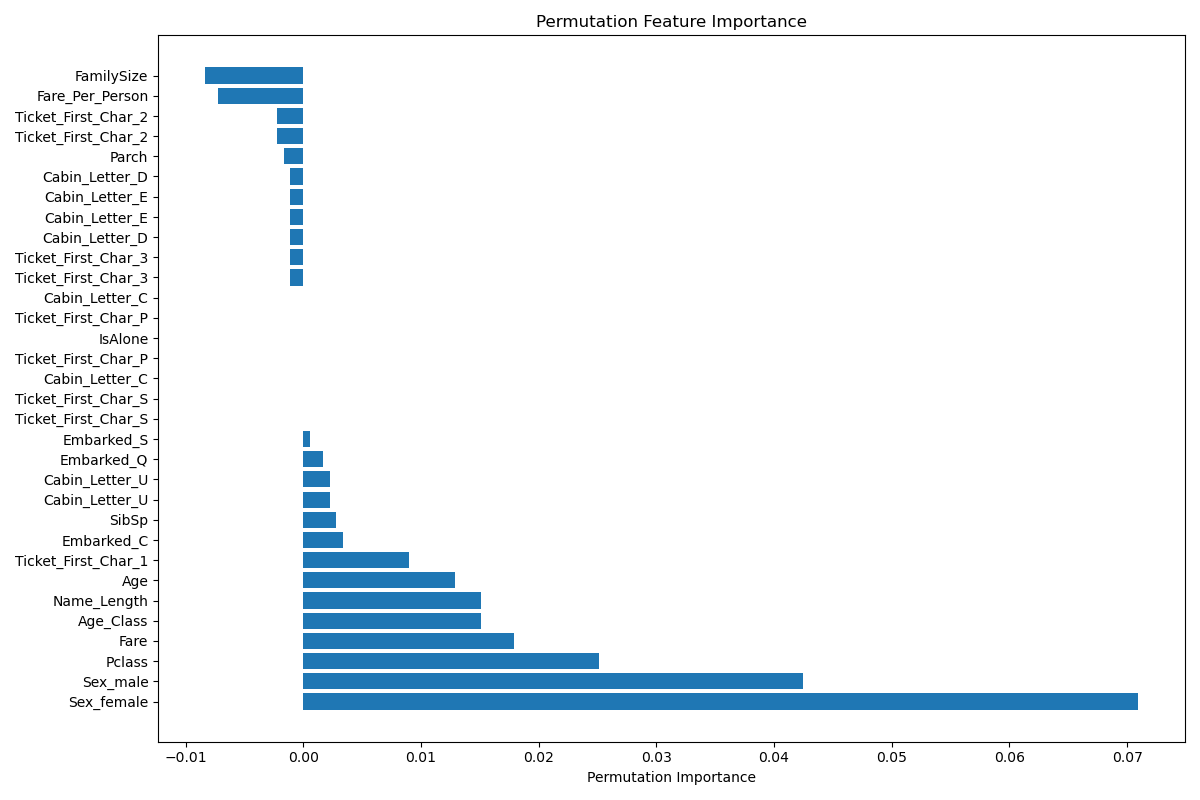 Permutation Feature Importance
FamilySize
Fare_Per_Person
Ticket_First_Char_2
Ticket_First_Char_2
Parch
Cabin_Letter_D
Cabin_Letter_E
Cabin_Letter_E
Cabin_Letter_D
Ticket_First_Char_3
Ticket_First_Char_3
Cabin_Letter_C
Ticket_First_Char_P
IsAlone
Ticket_First_Char_P
Cabin_Letter_C
Ticket_First_Char_S
Ticket_First_Char_S
Embarked_S
Embarked_Q
Cabin_Letter_U
Cabin_Letter_U
SibSp
Embarked_C
Ticket_First_Char_1
Age
Name_Length
Age_Class
Fare
Pclass
Sex_male
Sex_female
−0.01 0.00 0.01 0.02 0.03 0.04 0.05 0.06 0.07
Permutation Importance